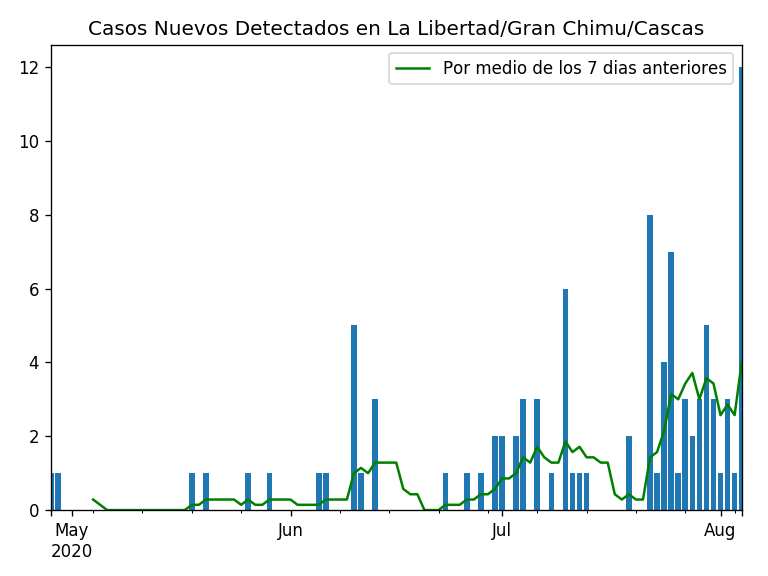 Casos Nuevos Detectados en La Libertad/Gran Chimu/Cascas
Por medio de los 7 dias anteriores
12
10
8
6
4
2
0
May
2020
Jun
Jul
Aug